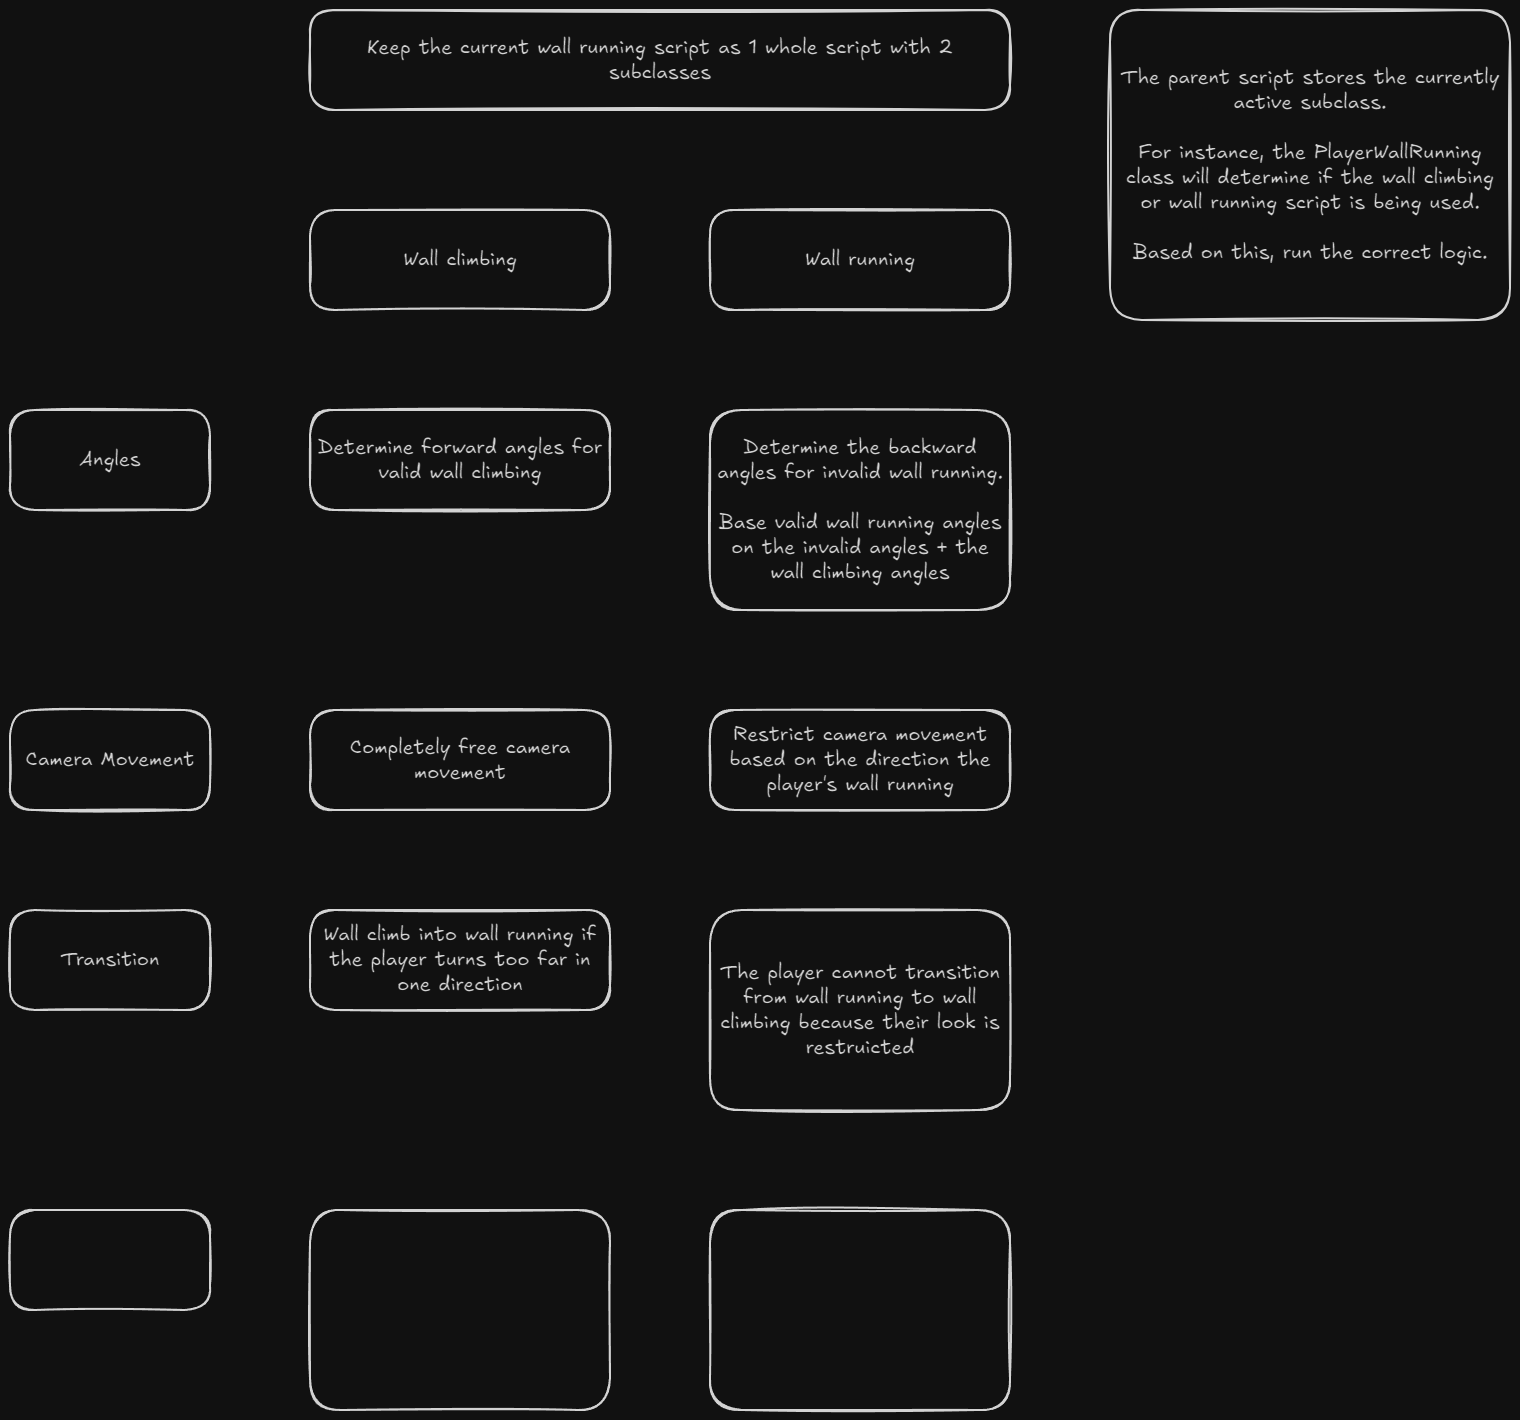 Keep the current wall running script as 1 whole script with 2
subclasses
The parent script stores the currently
active subclass.
For instance, the PlayerWallRunning
class will determine if the wall climbing
or wall running script is being used.
Based on this, run the correct logic.
Wall climbing
Wall running
Angles
Determine forward angles for
valid wall climbing
Determine the backward
angles for invalid wall running.
Base valid wall running angles
on the invalid angles + the
wall climbing angles
Camera Movement
Completely free camera
movement
Restrict camera movement
based on the direction the
player's wall running
Transition
Wall climb into wall running if
the player turns too far in
one direction
The player cannot transition
from wall running to wall
climbing because their look is
restruicted